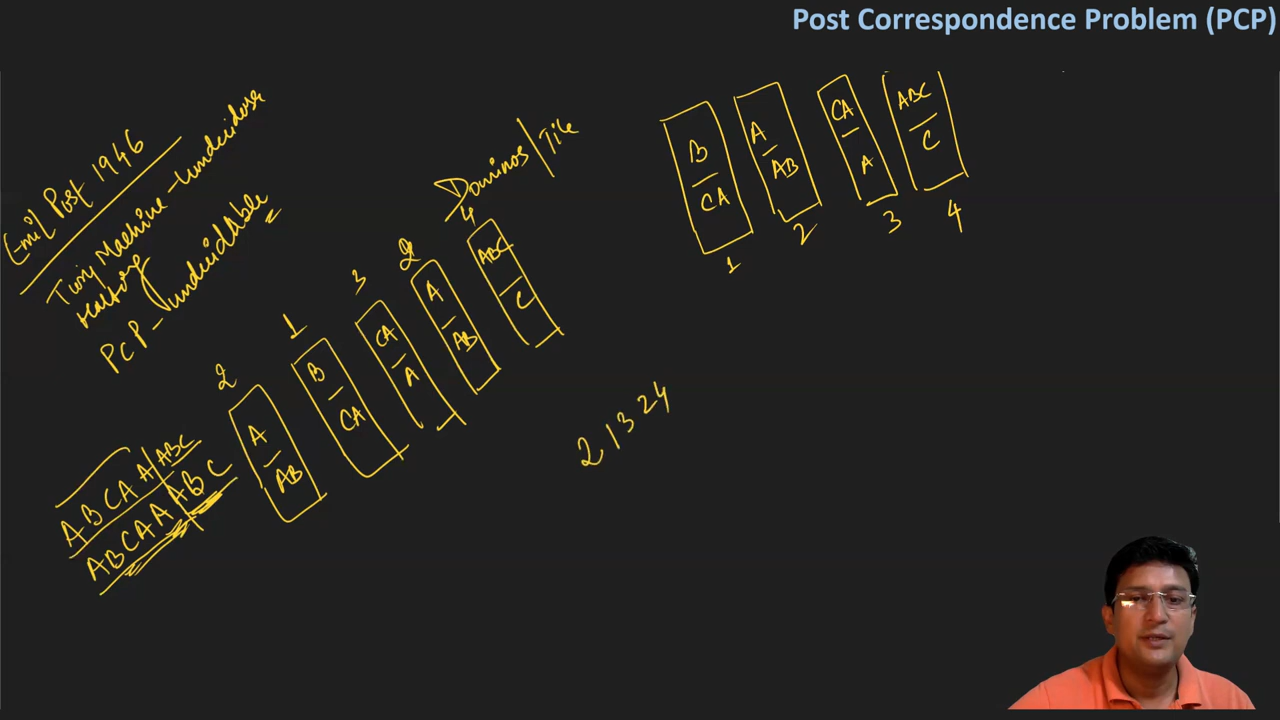 Post Correspondence Problem (PCP)
Emil Post 1946
Turing Machine - Undecidable
Halting
PCP - Undecidable
Dominos/Tile
B
CA
1
A
AB
2
CA
A
3
ABC
C
4
2
A
AB
1
B
CA
3
CA
A
2
A
AB
4
ABC
C
2 1 3 2 4
ABCAA/ABC
ABCAAABC